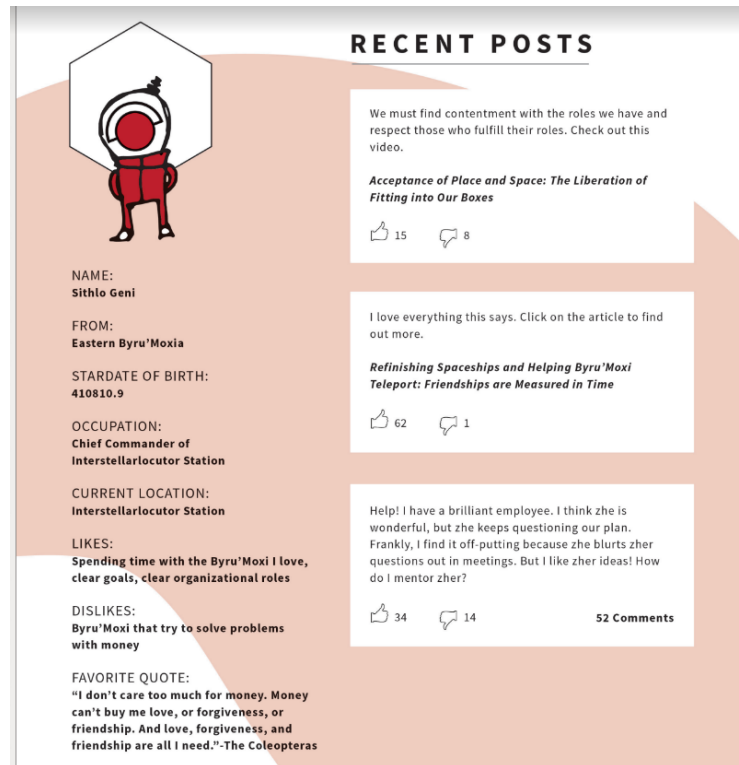 RECENT POSTS
NAME:
Sithlo Geni
FROM:
Eastern Byru’Moxia
STARDATE OF BIRTH:
410810.9
OCCUPATION:
Chief Commander of
Interstellarlocutor Station
CURRENT LOCATION:
Interstellarlocutor Station
LIKES:
Spending time with the Byru’Moxi I love,
clear goals, clear organizational roles
DISLIKES:
Byru’Moxi that try to solve problems
with money
FAVORITE QUOTE:
“I don’t care too much for money. Money
can’t buy me love, or forgiveness, or
friendship. And love, forgiveness, and
friendship are all I need.”-The Coleopteras
We must find contentment with the roles we have and
respect those who fulfill their roles. Check out this
video.
Acceptance of Place and Space: The Liberation of
Fitting into Our Boxes
15 8
I love everything this says. Click on the article to find
out more.
Refinishing Spaceships and Helping Byru’Moxi
Teleport: Friendships are Measured in Time
62 1
Help! I have a brilliant employee. I think zhe is
wonderful, but zhe keeps questioning our plan.
Frankly, I find it off-putting because zhe blurts zher
questions out in meetings. But I like zher ideas! How
do I mentor zher?
34 14 52 Comments